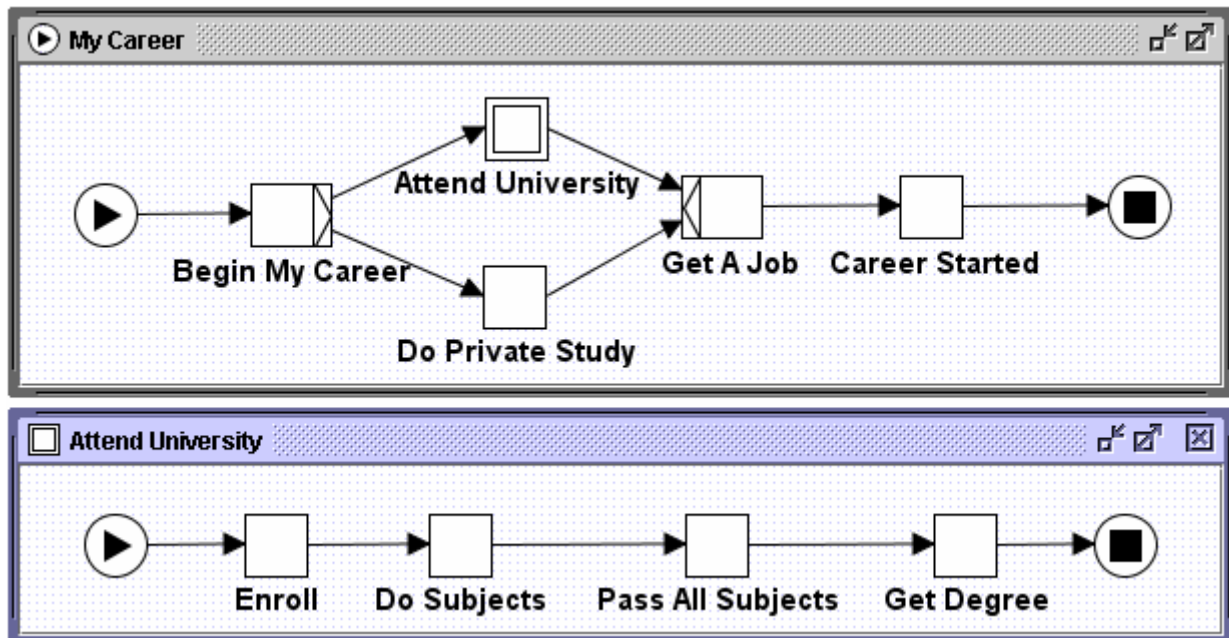 My Career
Attend University
Begin My Career
Get A Job
Career Started
Do Private Study
Attend University
Enroll
Do Subjects
Pass All Subjects
Get Degree